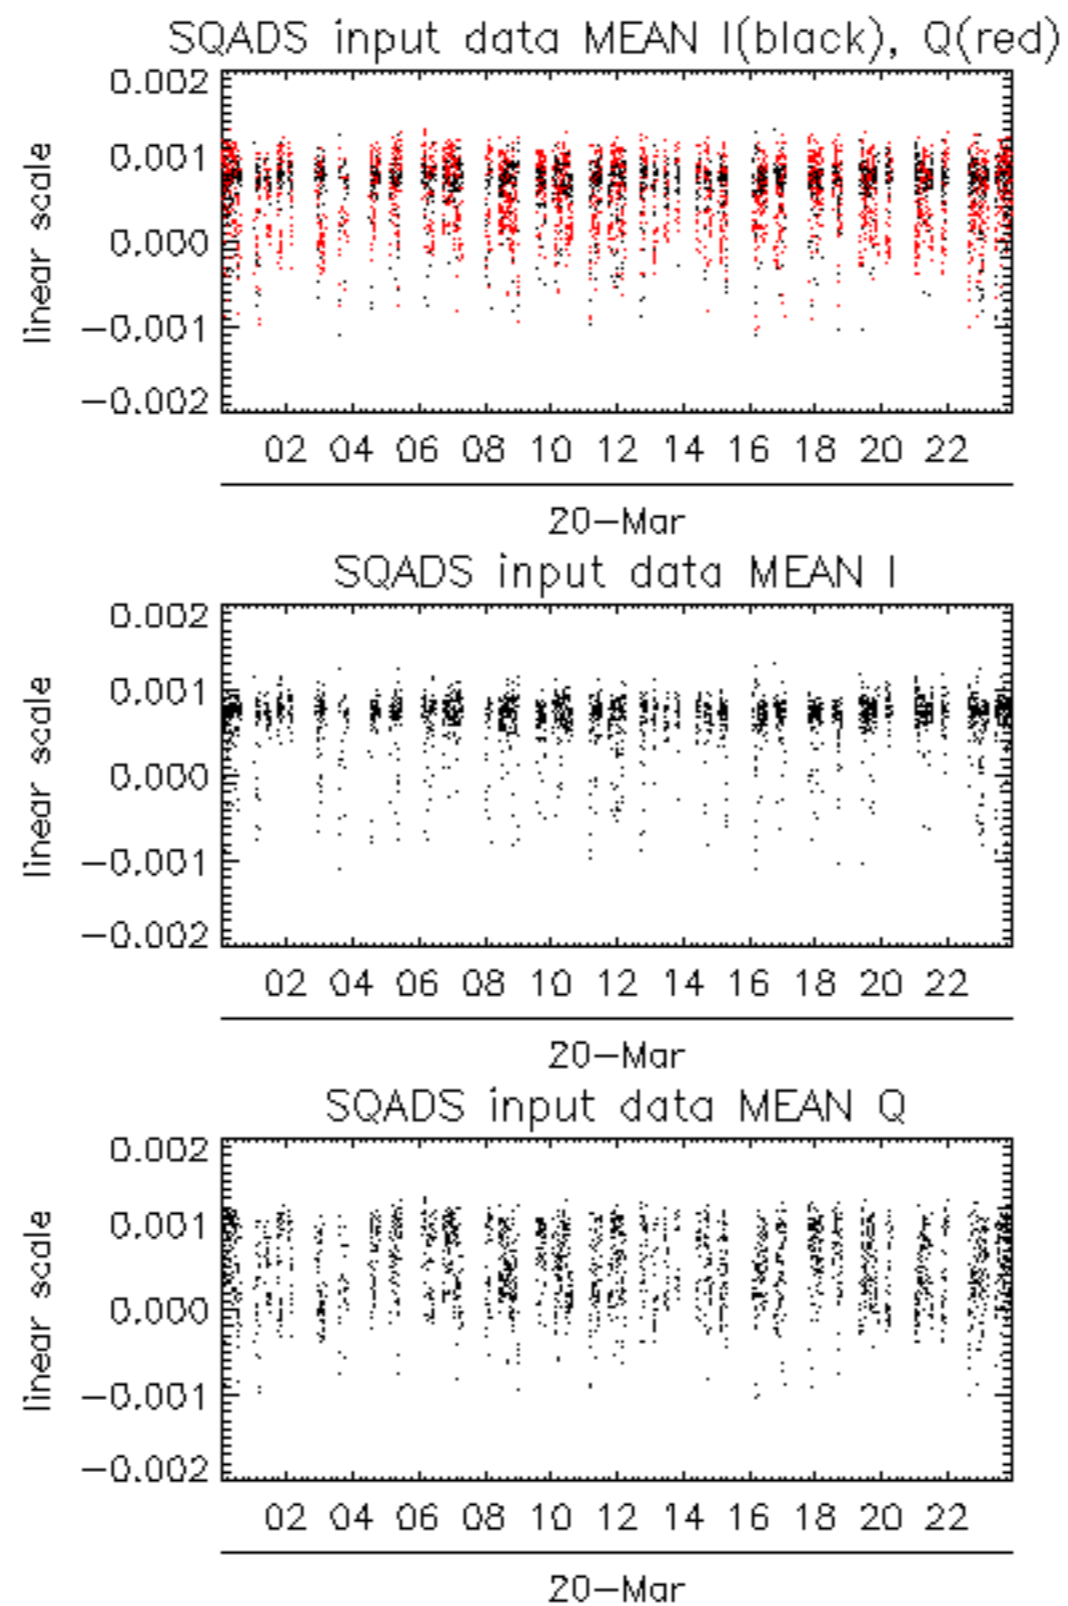 SQADS input data MEAN I(black), Q(red)
0.002
0.001
0.000
−0.001
−0.002
linear scale
02 04 06 08 10 12 14 16 18 20 22
20−Mar
SQADS input data MEAN I
0.002
0.001
0.000
−0.001
−0.002
linear scale
02 04 06 08 10 12 14 16 18 20 22
20−Mar
SQADS input data MEAN Q
0.002
0.001
0.000
−0.001
−0.002
linear scale
02 04 06 08 10 12 14 16 18 20 22
20−Mar